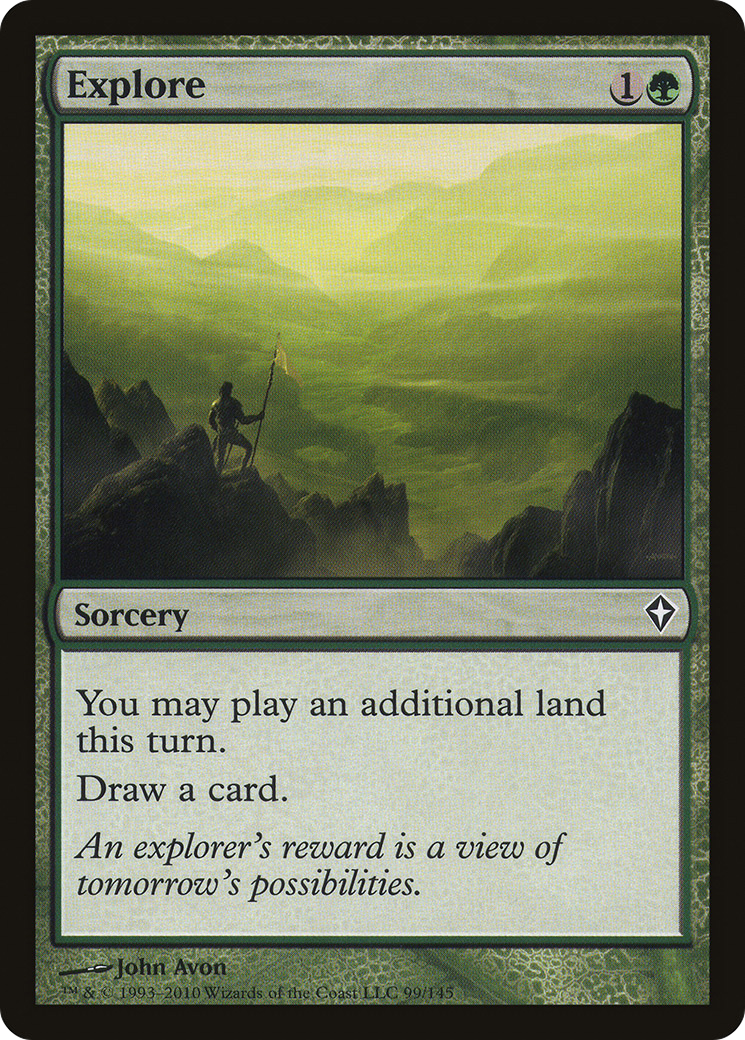 Explore
1
Sorcery
You may play an additional land
this turn.
Draw a card.
An explorer's reward is a view of
tomorrow's possibilities.
John Avon
™ & © 1993–2010 Wizards of the Coast LLC 99/145